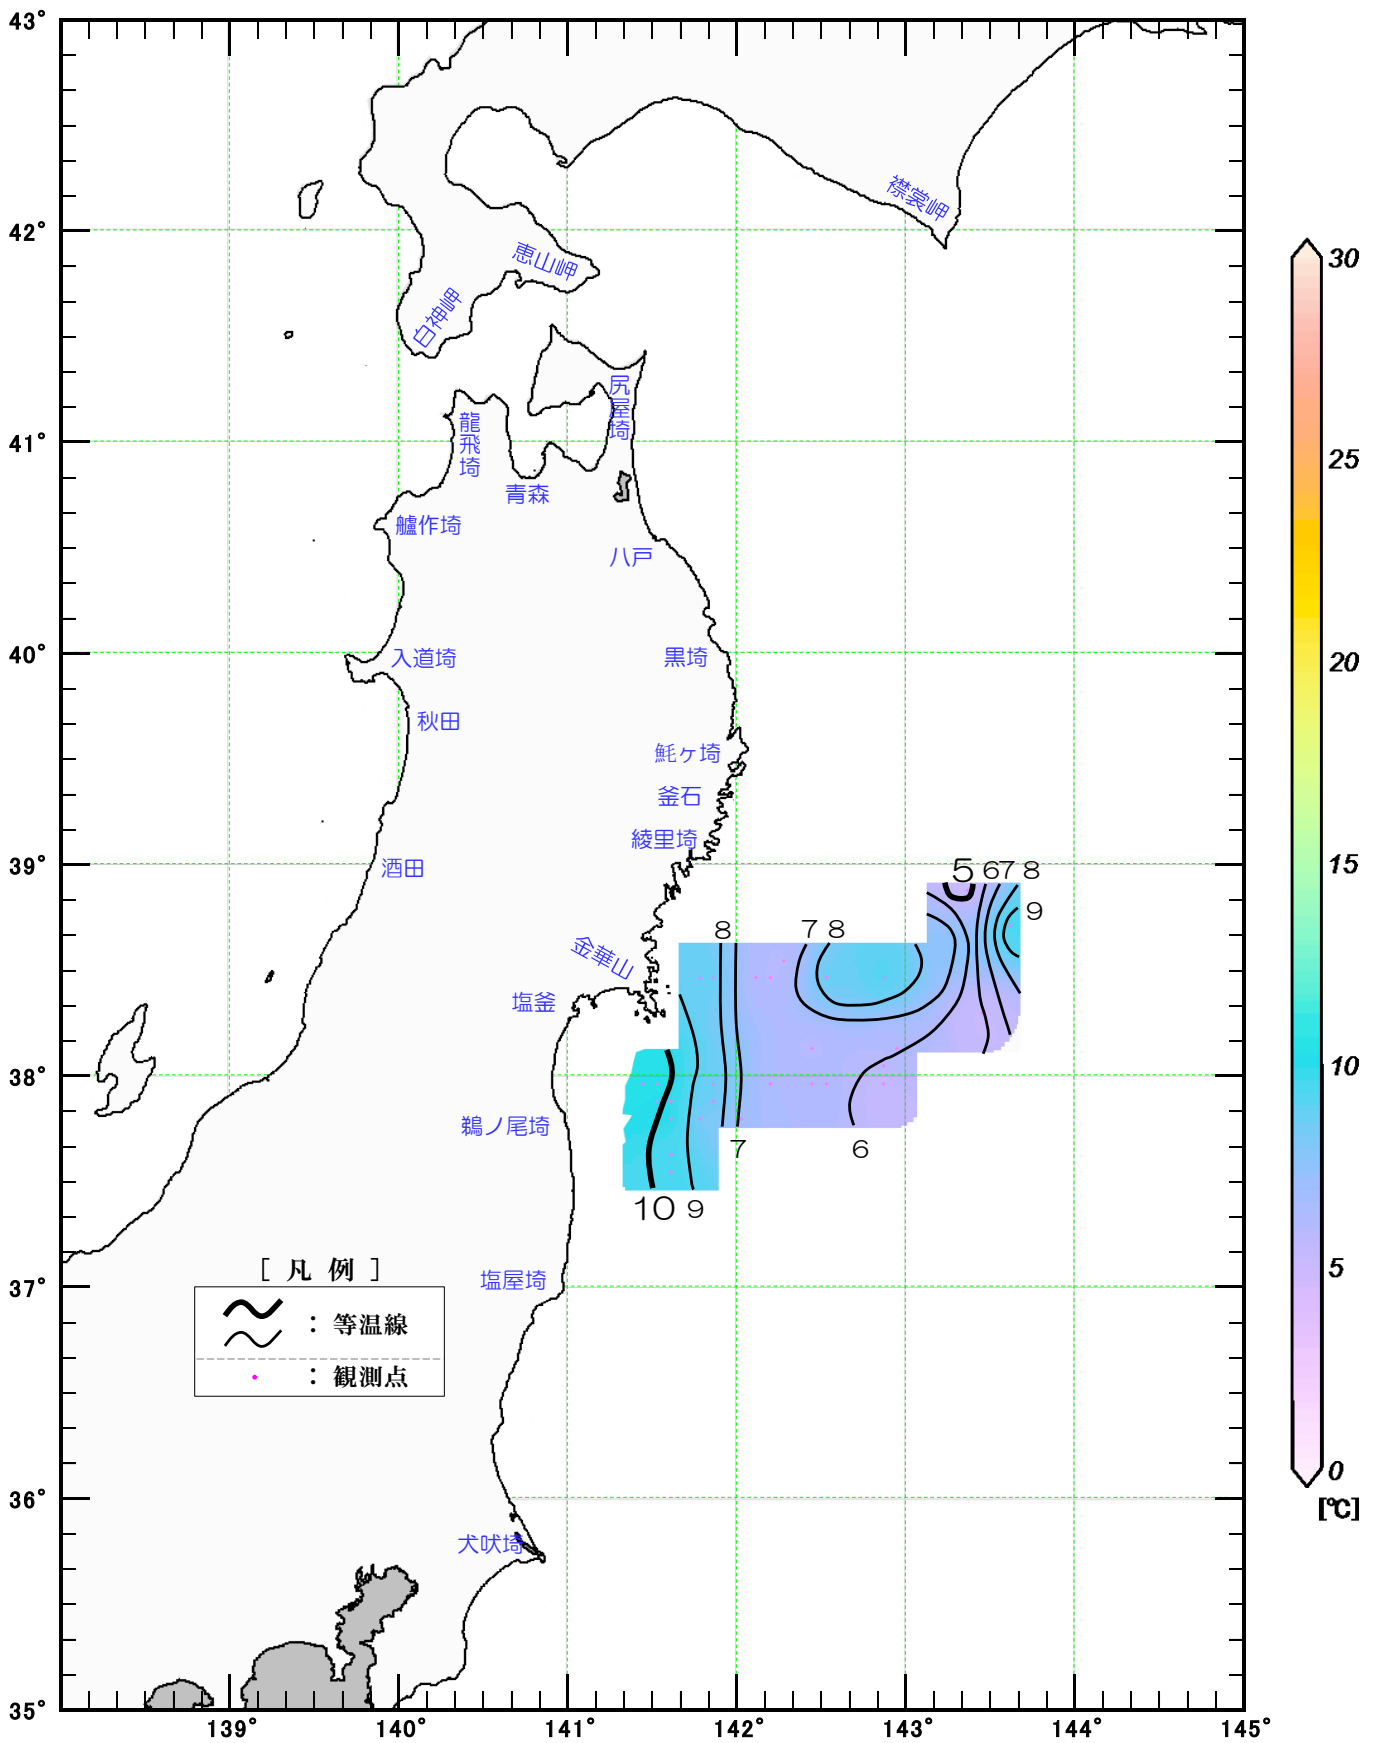 43°
42°
41°
40°
39°
38°
37°
36°
35°
139°
140°
141°
142°
143°
144°
145°
襟裳岬
恵山岬
白神岬
尻屋埼
龍飛埼
青森
艫作埼
八戸
入道埼
黒埼
秋田
魹ヶ埼
釜石
綾里埼
酒田
金華山
塩釜
鵜ノ尾埼
塩屋埼
犬吠埼
5 6 7 8
9
8 7 8
7 6
10 9
[ 凡 例 ]
: 等温線
: 観測点
30
25
20
15
10
5
0
[℃]